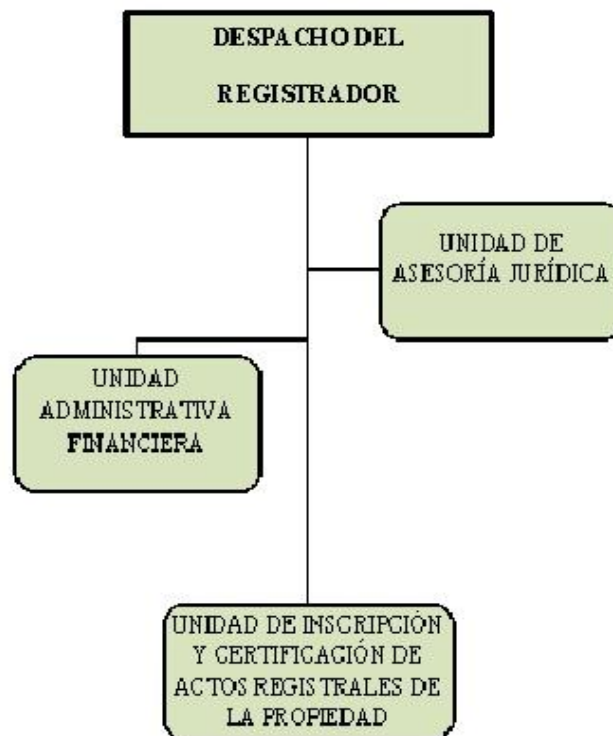 DESPACHO DEL
REGISTRADOR
UNIDAD DE
ASESORÍA JURÍDICA
UNIDAD
ADMINISTRATIVA
FINANCIERA
UNIDAD DE INSCRIPCIÓN
Y CERTIFICACIÓN DE
ACTOS REGISTRALES DE
LA PROPIEDAD